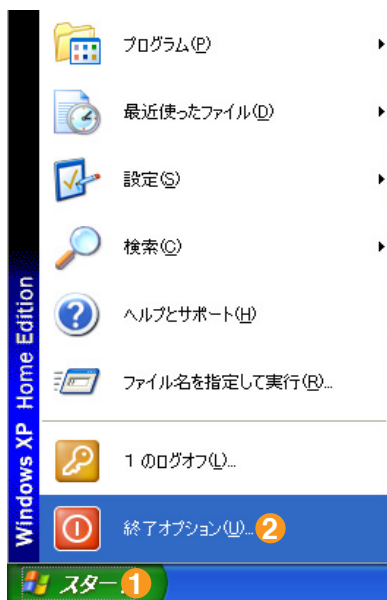 プログラム(P)
最近使ったファイル(D)
設定(S)
検索(C)
ヘルプとサポート(H)
ファイル名を指定して実行(R)...
1 のログオフ(L)...
終了オプション(U)... 2
Windows XP Home Edition
スター 1